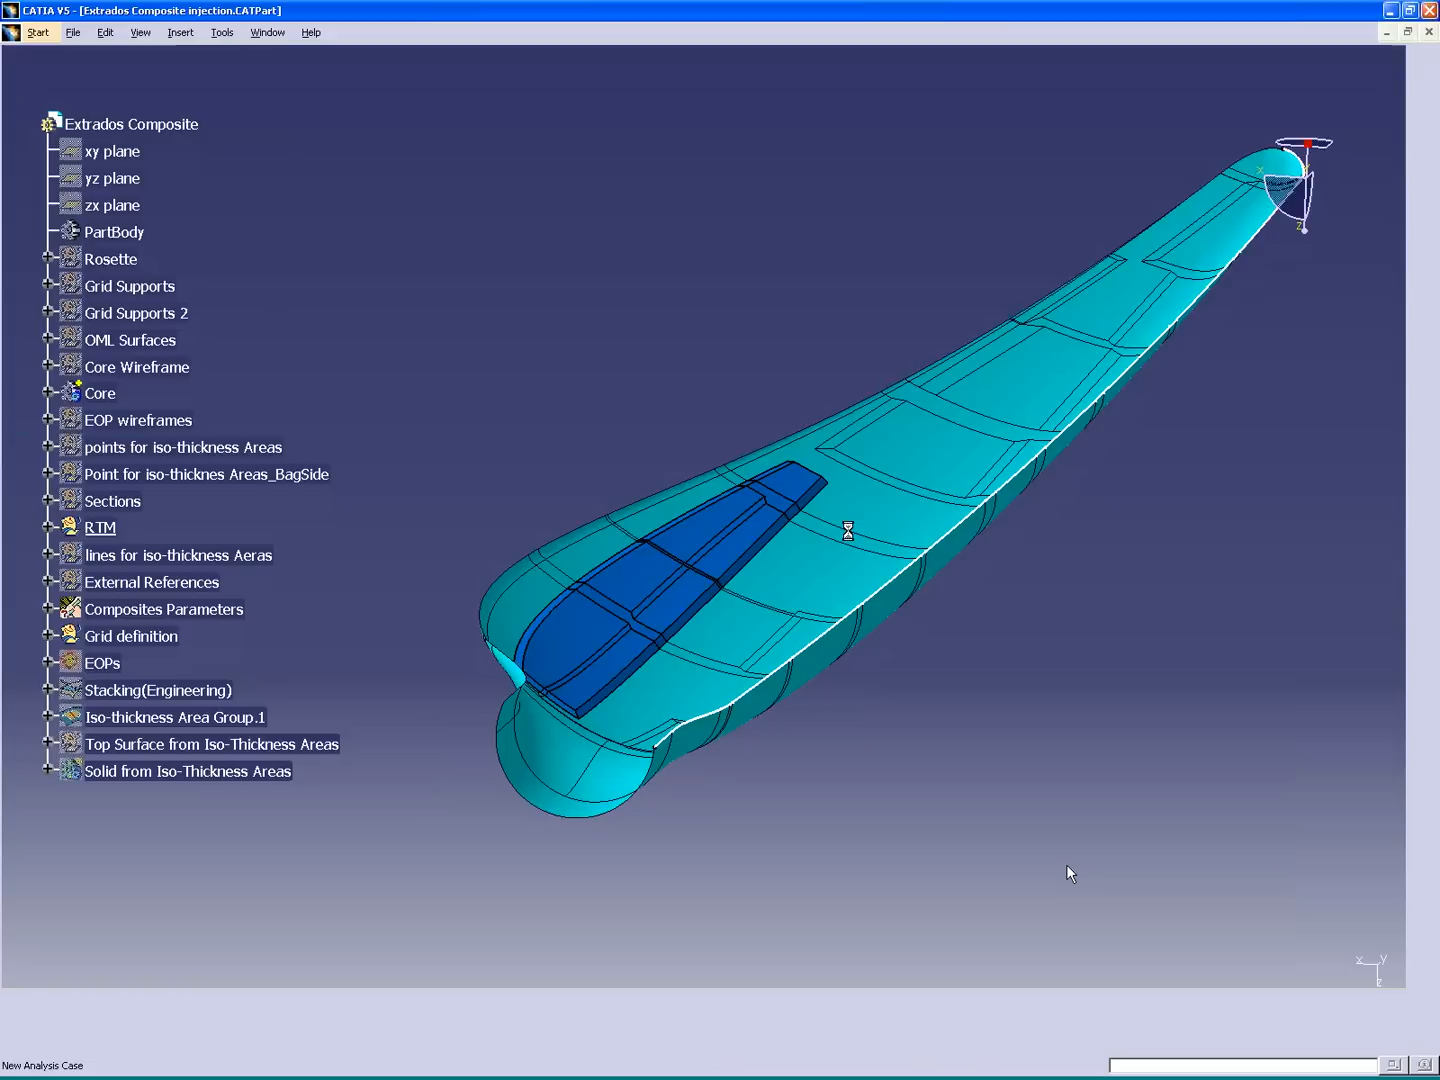 CATIA V5 - [Extrados Composite injection.CATPart]
Start File Edit View Insert Tools Window Help
Extrados Composite
xy plane
yz plane
zx plane
PartBody
Rosette
Grid Supports
Grid Supports 2
OML Surfaces
Core Wireframe
Core
EOP wireframes
points for iso-thickness Areas
Point for iso-thicknes Areas_BagSide
Sections
RTM
lines for iso-thickness Aeras
External References
Composites Parameters
Grid definition
EOPs
Stacking(Engineering)
Iso-thickness Area Group.1
Top Surface from Iso-Thickness Areas
Solid from Iso-Thickness Areas
x
z
x y
z
New Analysis Case